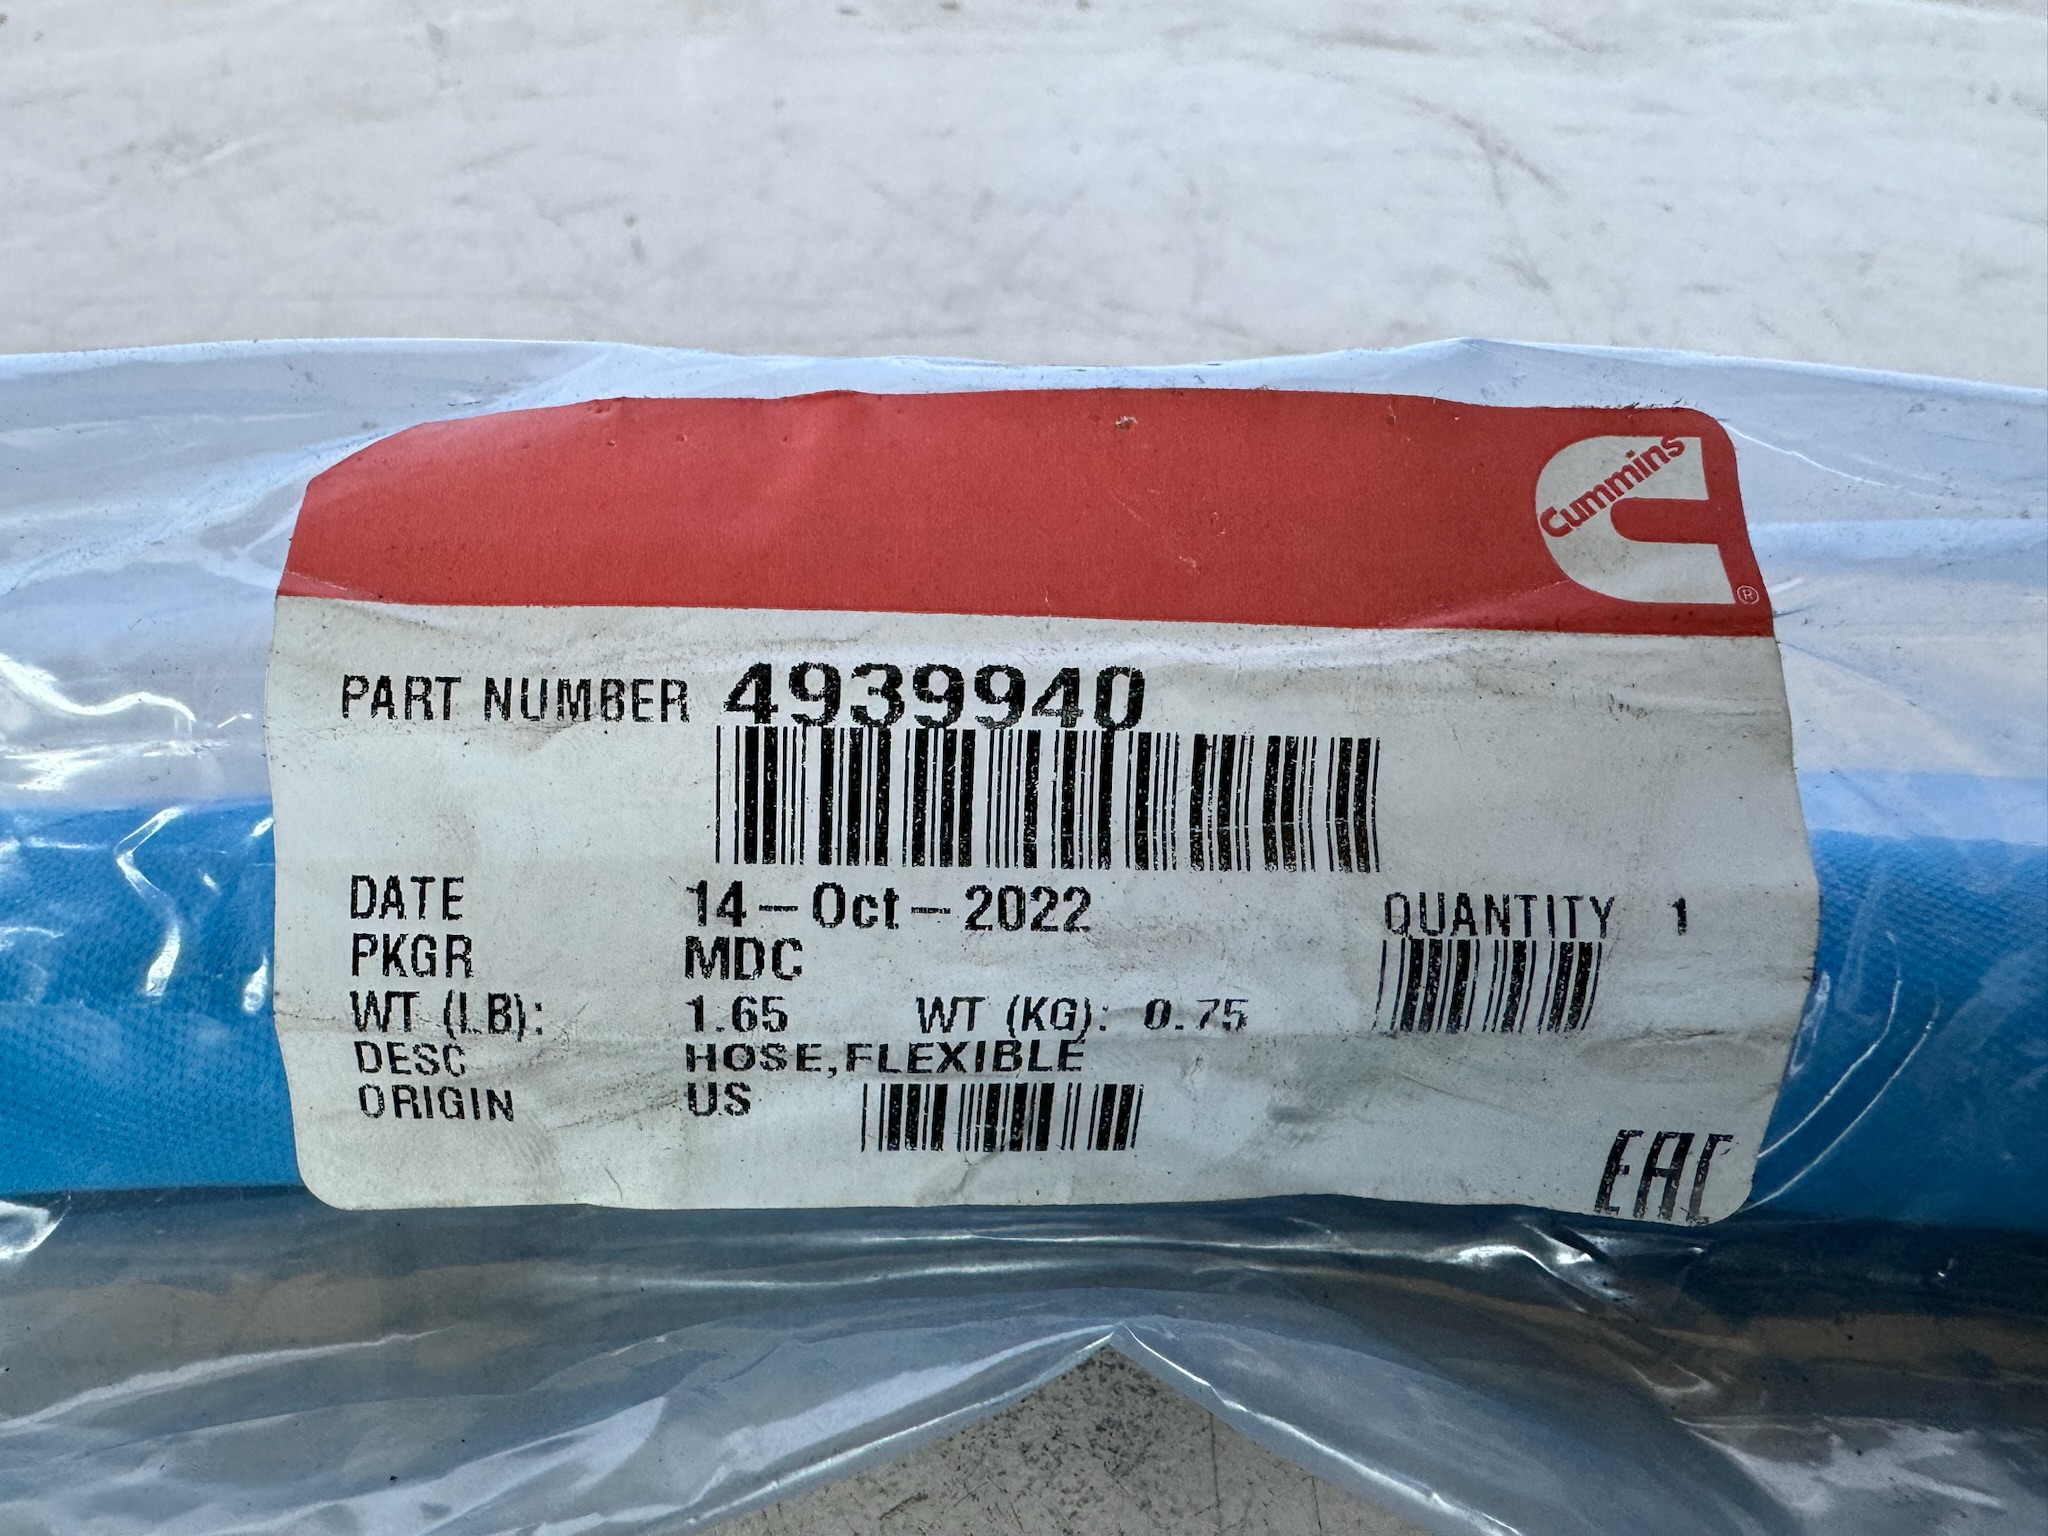 Cummins
®
PART NUMBER 4939940
DATE 14-Oct-2022 QUANTITY 1
PKGR MDC
WT (LB): 1.65 WT (KG): 0.75
DESC HOSE,FLEXIBLE
ORIGIN US
EAC